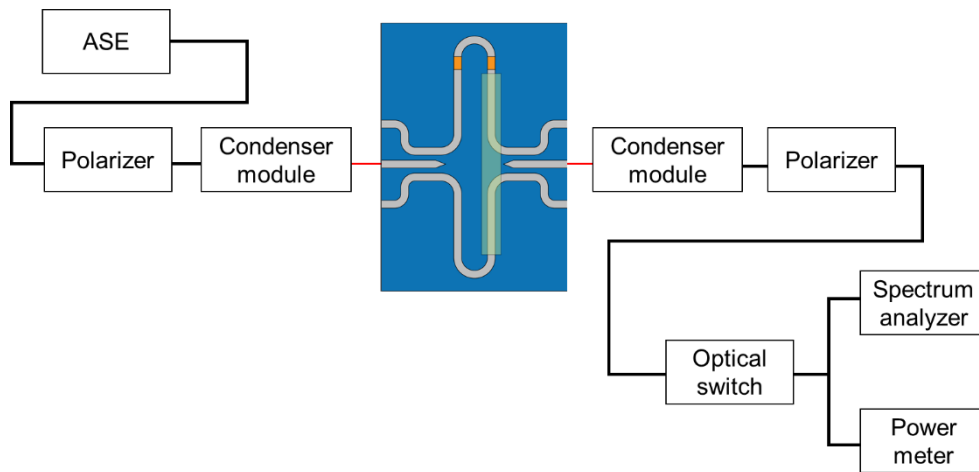 ASE
Polarizer
Condenser
module
Condenser
module
Polarizer
Spectrum
analyzer
Optical
switch
Power
meter